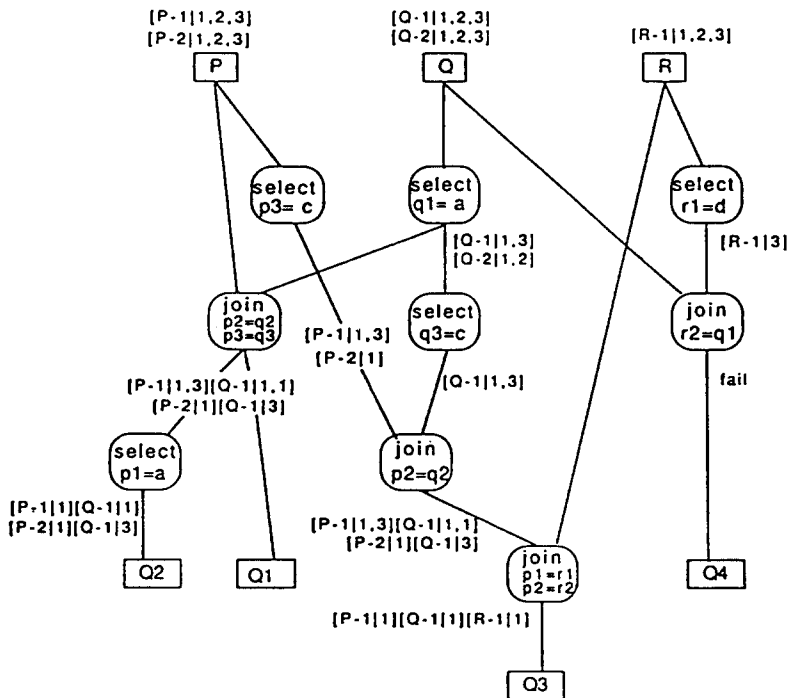 [P-1|1,2,3]
[P-2|1,2,3]
[Q-1|1,2,3]
[Q-2|1,2,3]
[R-1|1,2,3]
P
Q
R
select
p3= c
select
q1= a
select
r1=d
[Q-1|1,3]
[Q-2|1,2]
[R-1|3]
join
p2=q2
p3=q3
select
q3=c
join
r2=q1
[P-1|1,3]
[P-2|1]
[Q-1|1,3]
fail
[P-1|1,3][Q-1|1,1]
[P-2|1][Q-1|3]
select
p1=a
join
p2=q2
[P-1|1][Q-1|1]
[P-2|1][Q-1|3]
[P-1|1,3][Q-1|1,1]
[P-2|1][Q-1|3]
join
p1=r1
p2=r2
Q2
Q1
Q4
[P-1|1][Q-1|1][R-1|1]
Q3